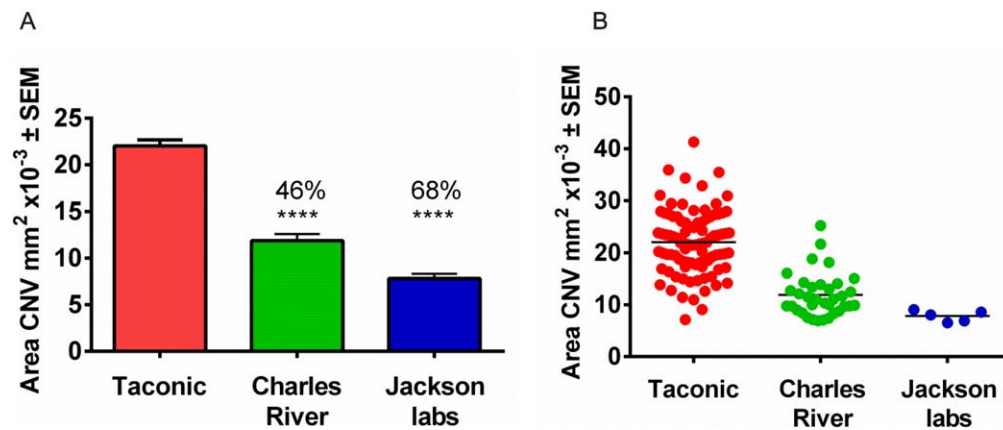 A
Area CNV mm² x10⁻³ ± SEM
25
20
15
10
5
0
46%
****
68%
****
Taconic
Charles
River
Jackson
labs
B
Area CNV mm² x10⁻³ ± SEM
50
40
30
20
10
0
Taconic
Charles
River
Jackson
labs